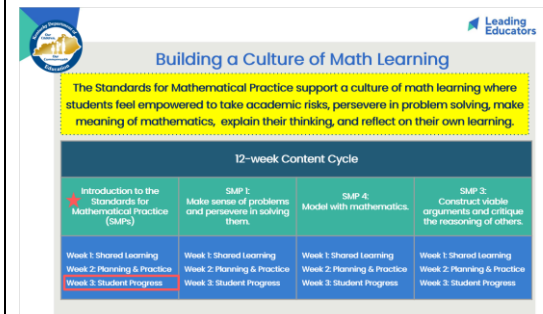 Kentucky Department of
Education
Leading
Educators
Building a Culture of Math Learning
The Standards for Mathematical Practice support a culture of math learning where
students feel empowered to take academic risks, persevere in problem solving, make
meaning of mathematics, explain their thinking, and reflect on their own learning.
12-week Content Cycle
Introduction to the
Standards for
Mathematical Practice
(SMPs)
SMP 1:
Make sense of problems
and persevere in solving
them.
SMP 4:
Model with mathematics.
SMP 3:
Construct viable
arguments and critique
the reasoning of others.
Week 1: Shared Learning
Week 2: Planning & Practice
Week 3: Student Progress
Week 1: Shared Learning
Week 2: Planning & Practice
Week 3: Student Progress
Week 1: Shared Learning
Week 2: Planning & Practice
Week 3: Student Progress
Week 1: Shared Learning
Week 2: Planning & Practice
Week 3: Student Progress